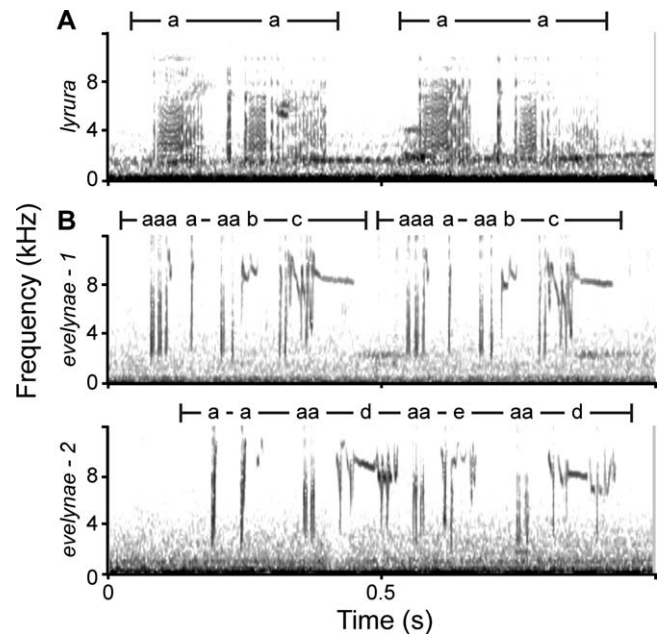 A
a a a a
lyrura
8
4
0
B
aaa a - aa b - c aaa a - aa b - c
Frequency (kHz)
evelynae - 1
8
4
0
a - a - aa - d - aa - e - aa - d
evelynae - 2
8
4
0
0 0.5
Time (s)